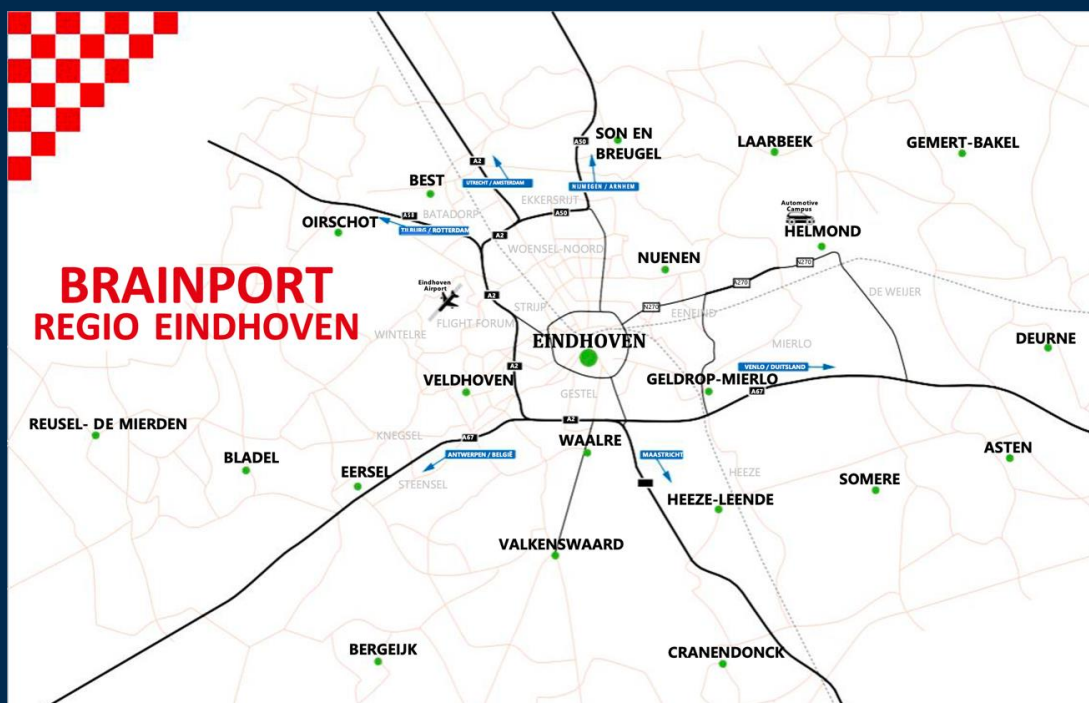 SON EN
BREUGEL
LAARBEEK
GEMERT-BAKEL
A50
A2
UTRECHT / AMSTERDAM
NIJMEGEN / ARNHEM
BEST
EKKERSRIJT
Automotive
Campus
OIRSCHOT
A58
BATADORP
A50
TILBURG / ROTTERDAM
A2
HELMOND
WOENSEL-NOORD
NUENEN
N270
BRAINPORT
REGIO EINDHOVEN
Eindhoven
Airport
A2
N270
DE WEIJER
STRIJP
N270
EENEIND
WINTELRE
FLIGHT FORUM
EINDHOVEN
MIERLO
DEURNE
A2
VENLO / DUITSLAND
VELDHOVEN
GELDROP-MIERLO
GESTEL
A67
REUSEL- DE MIERDEN
A2
KNEGSEL
A67
WAALRE
ASTEN
BLADEL
ANTWERPEN / BELGIË
MAASTRICHT
EERSEL
HEEZE
SOMERE
STEENSEL
HEEZE-LEENDE
VALKENSWAARD
BERGEIJK
CRANENDONCK